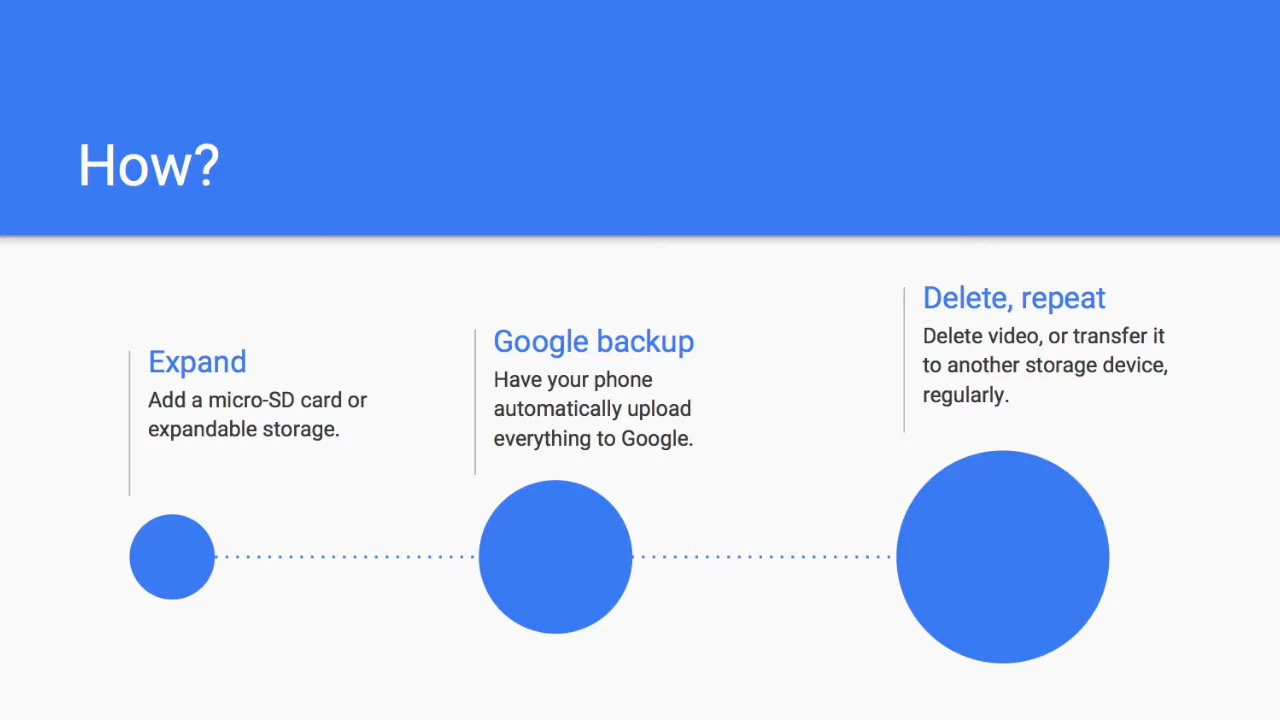 How?
Expand
Add a micro-SD card or
expandable storage.
Google backup
Have your phone
automatically upload
everything to Google.
Delete, repeat
Delete video, or transfer it
to another storage device,
regularly.